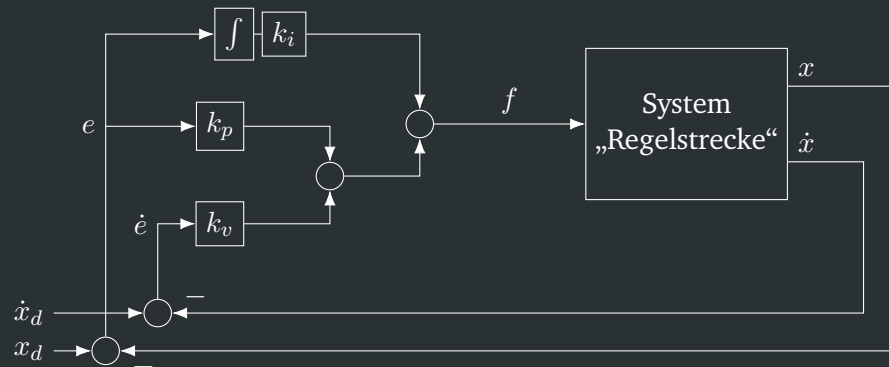 ∫ k_i
x
e k_p f System
„Regelstrecke“
ẋ
ė k_v
ẋ_d −
x_d
−